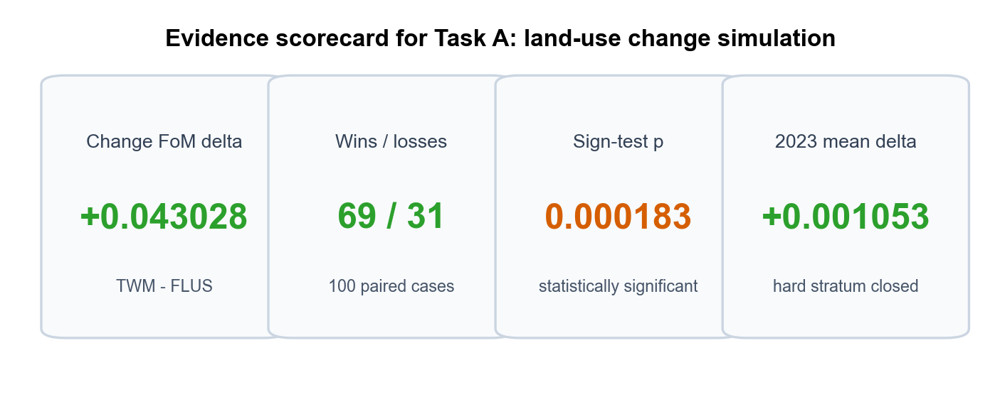 Evidence scorecard for Task A: land-use change simulation
Change FoM delta
+0.043028
TWM - FLUS
Wins / losses
69 / 31
100 paired cases
Sign-test p
0.000183
statistically significant
2023 mean delta
+0.001053
hard stratum closed